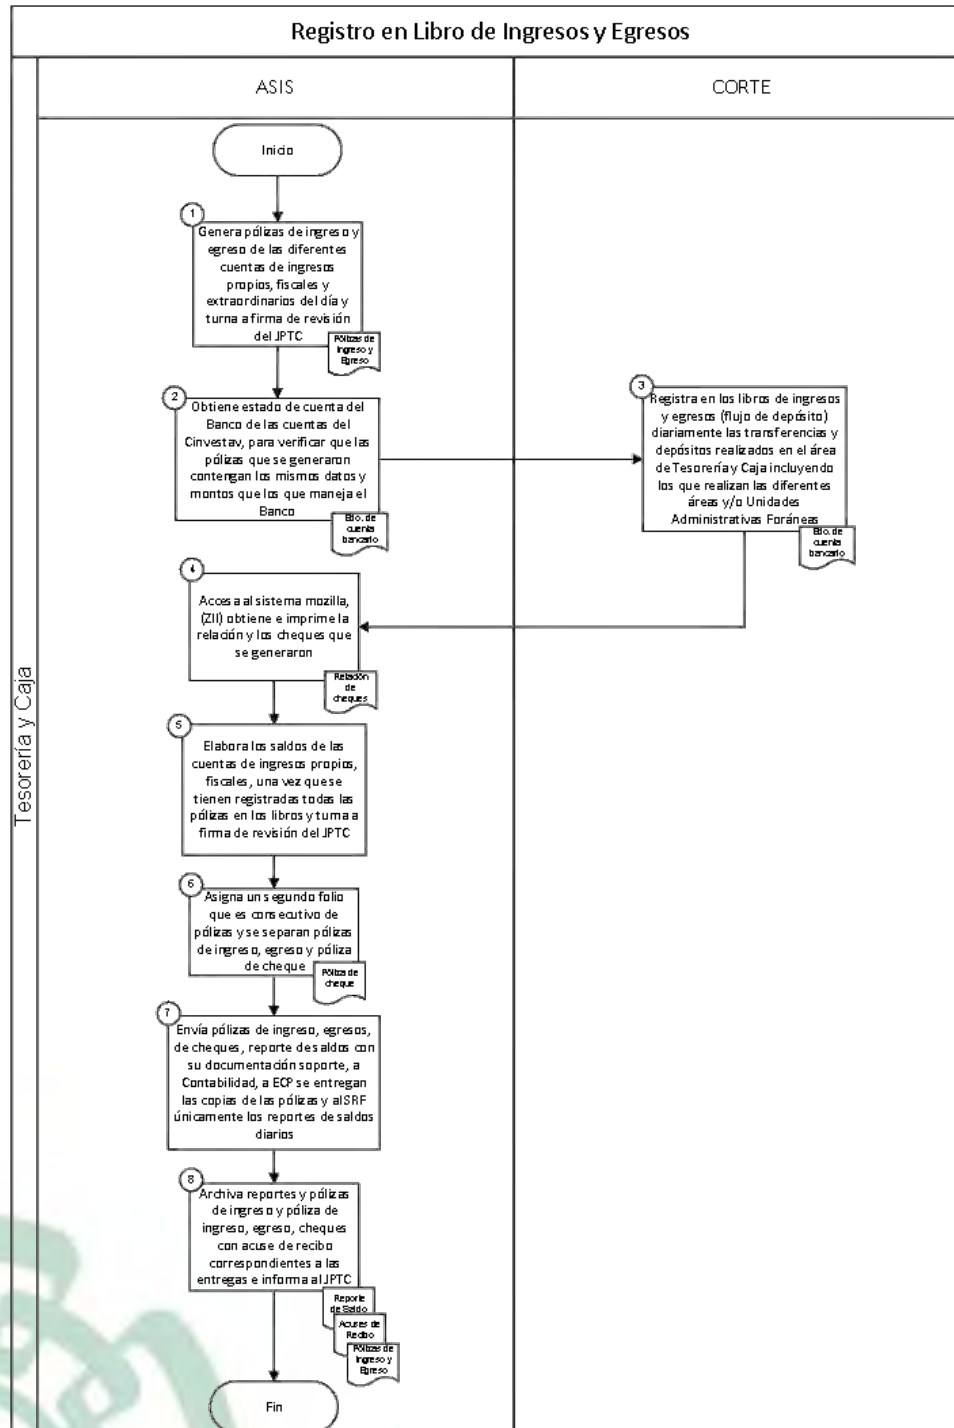 Registro en Libro de Ingresos y Egresos
ASIS
CORTE
Tesorería y Caja
Inicio
1
Genera pólizas de ingreso y
egreso de las diferentes
cuentas de ingresos
propios, fiscales y
extraordinarios del día y
turna a firma de revisión
del JPTC
Pólizas de
Ingreso y
Egreso
2
Obtiene estado de cuenta del
Banco de las cuentas del
Cinvestav, para verificar que las
pólizas que se generaron
contengan los mismos datos y
montos que los que maneja el
Banco
Edo. de
cuenta
bancario
3
Registra en los libros de ingresos
y egresos (flujo de depósito)
diariamente las transferencias y
depósitos realizados en el área
de Tesorería y Caja incluyendo
los que realizan las diferentes
áreas y/o Unidades
Administrativas Foráneas
Edo. de
cuenta
bancario
4
Accesa al sistema mozilla,
(ZII) obtiene e imprime la
relación y los cheques que
se generaron
Relación
de
cheques
5
Elabora los saldos de las
cuentas de ingresos propios,
fiscales, una vez que se
tienen registradas todas las
pólizas en los libros y turna a
firma de revisión del JPTC
6
Asigna un segundo folio
que es consecutivo de
pólizas y se separan pólizas
de ingreso, egreso y póliza
de cheque
Póliza de
cheque
7
Envía pólizas de ingreso, egresos,
de cheques, reporte de saldos con
su documentación soporte, a
Contabilidad, a ECP se entregan
las copias de las pólizas y al SRF
únicamente los reportes de saldos
diarios
8
Archiva reportes y pólizas
de ingreso y póliza de
ingreso, egreso, cheques
con acuse de recibo
correspondientes a las
entregas e informa al JPTC
Reporte
de Saldo
Acuses de
Recibo
Pólizas de
Ingreso y
Egreso
Fin